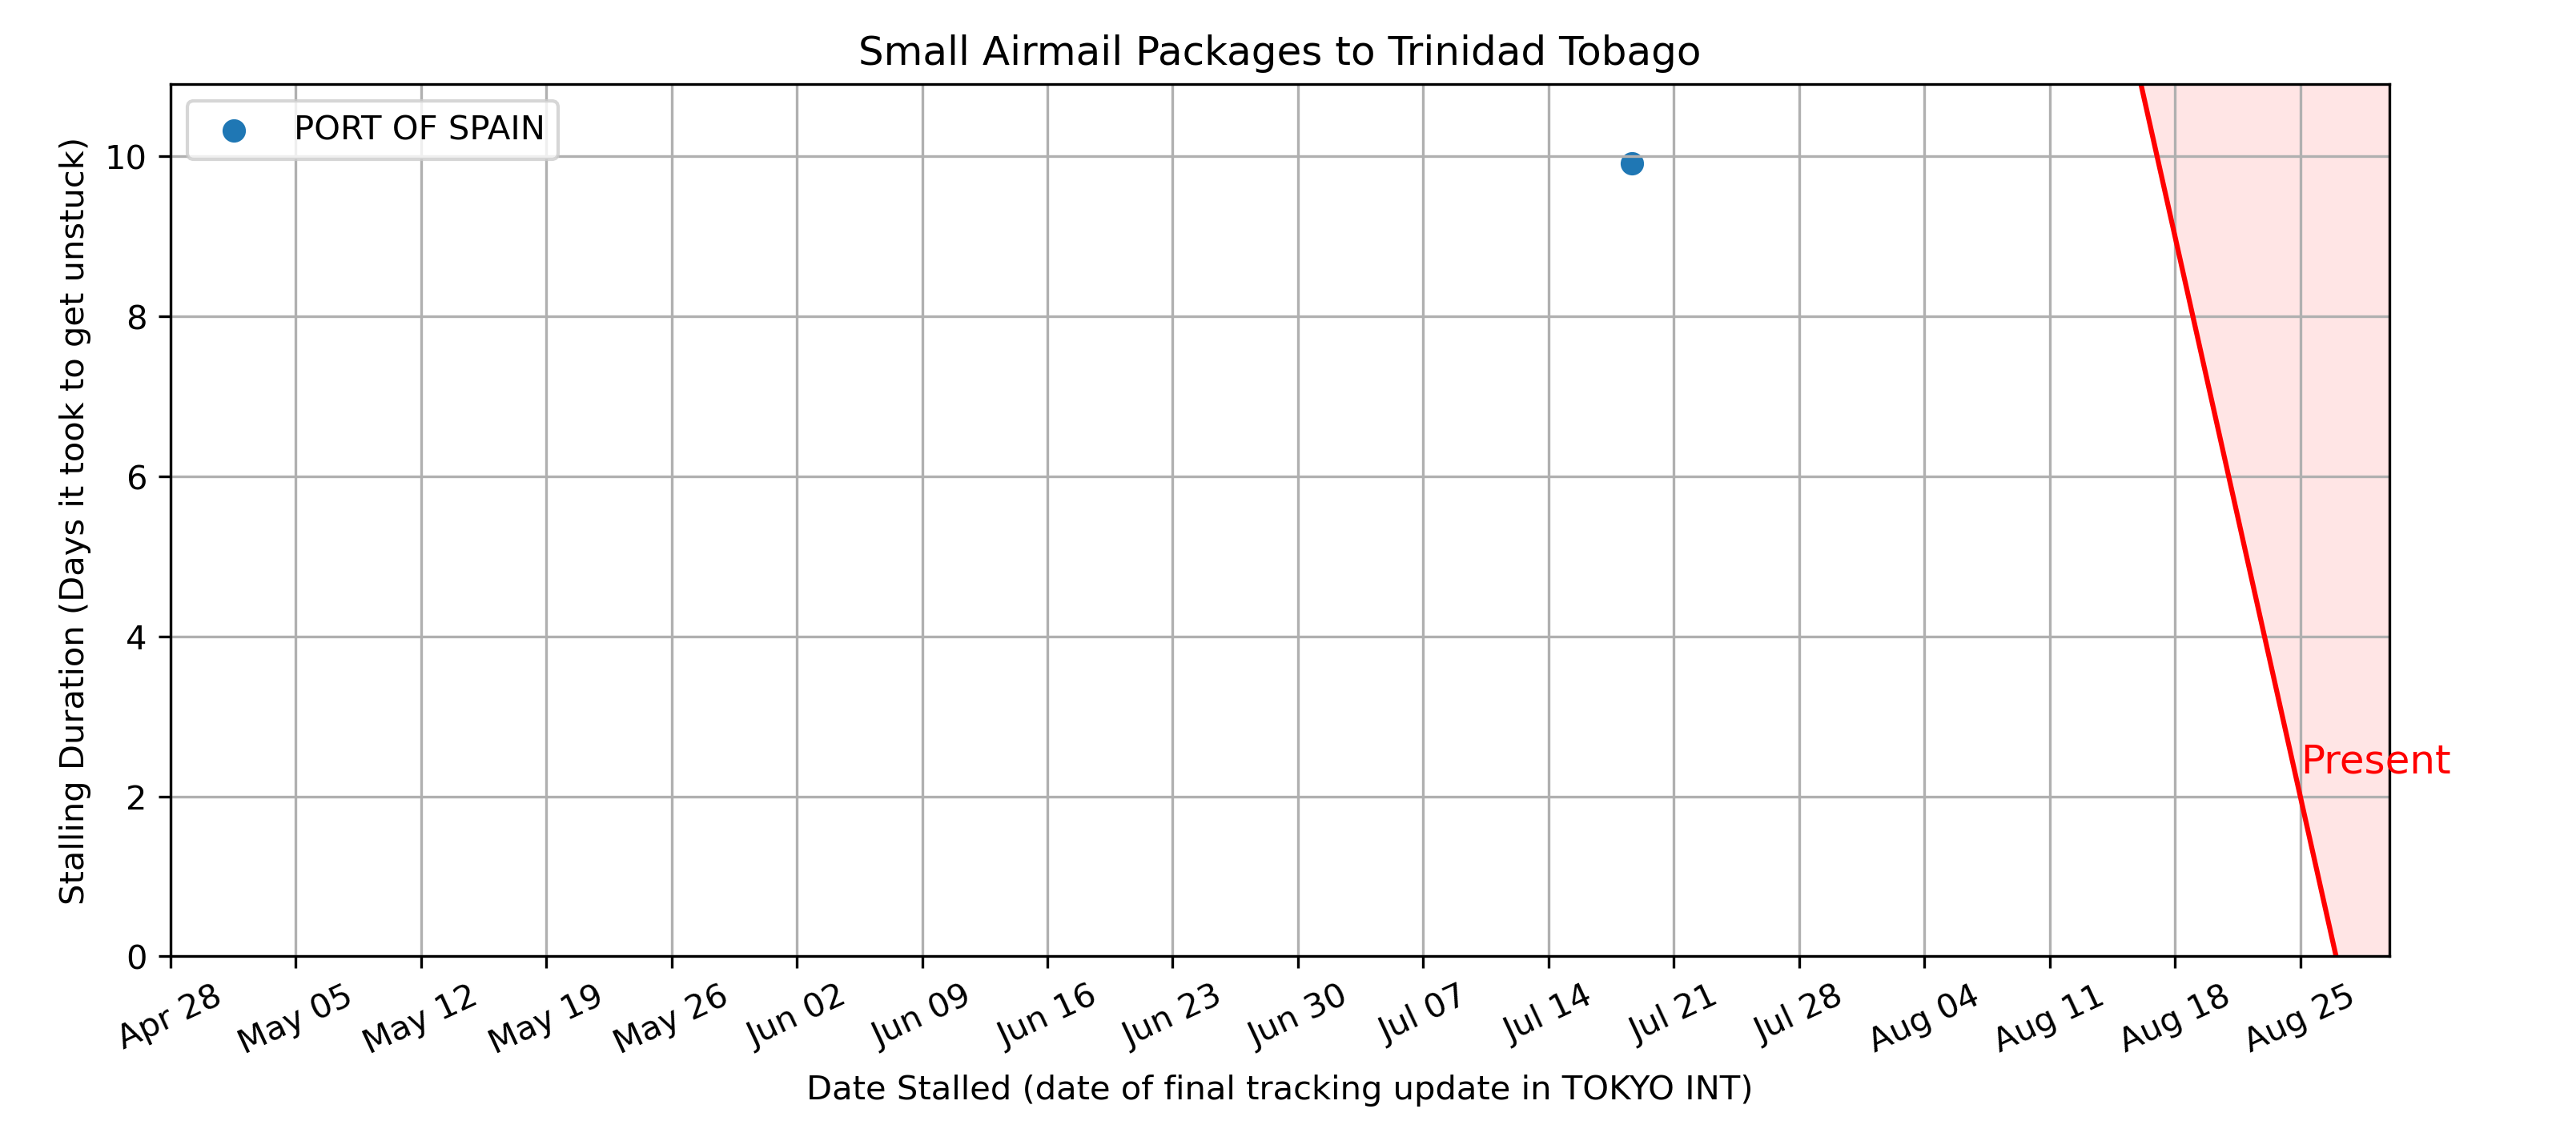 Small Airmail Packages to Trinidad Tobago
PORT OF SPAIN
Stalling Duration (Days it took to get unstuck)
10
8
6
4
2
0
Present
Apr 28
May 05
May 12
May 19
May 26
Jun 02
Jun 09
Jun 16
Jun 23
Jun 30
Jul 07
Jul 14
Jul 21
Jul 28
Aug 04
Aug 11
Aug 18
Aug 25
Date Stalled (date of final tracking update in TOKYO INT)